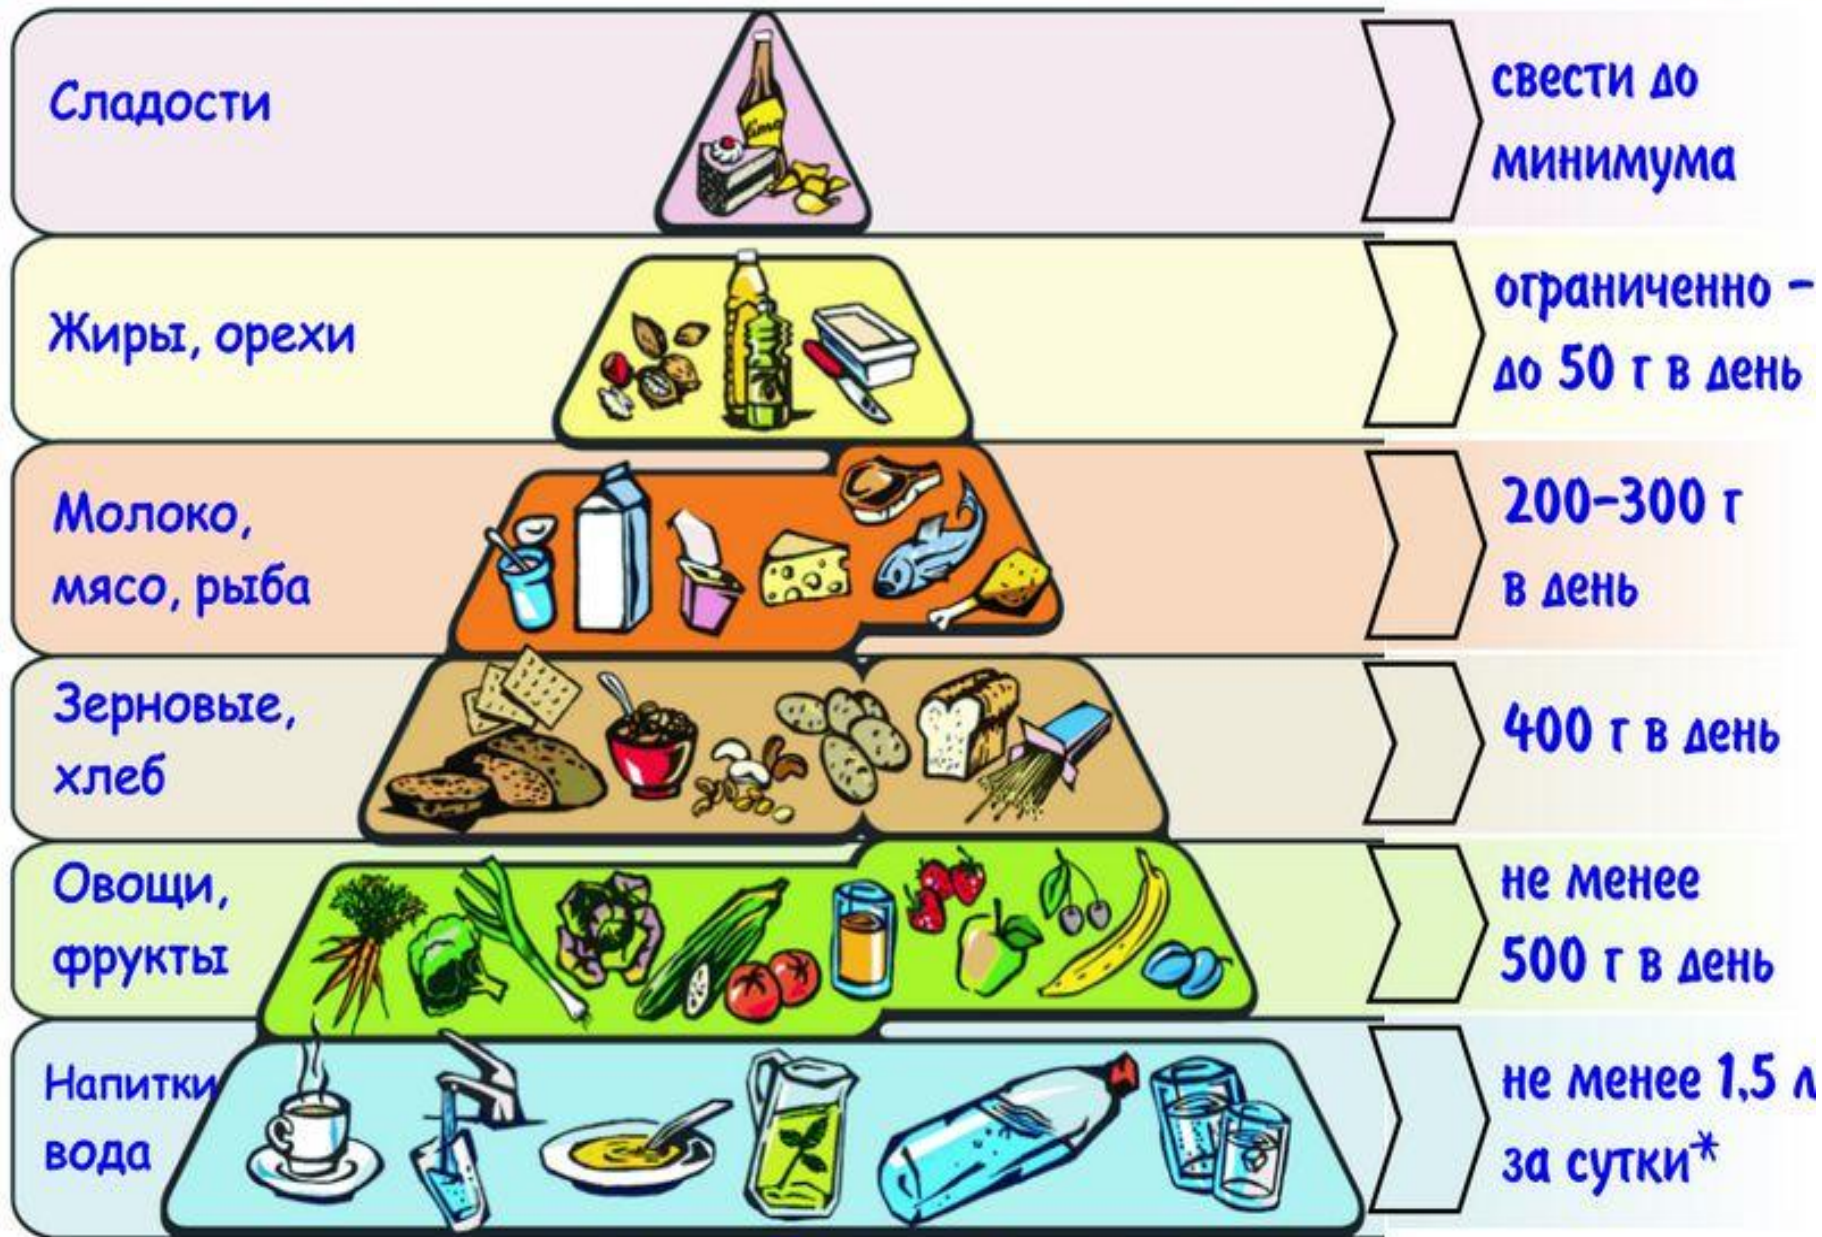 Сладости
свести до
минимума
Жиры, орехи
ограниченно –
до 50 г в день
Молоко,
мясо, рыба
200–300 г
в день
Зерновые,
хлеб
400 г в день
Овощи,
фрукты
не менее
500 г в день
Напитки
вода
не менее 1,5 л
за сутки*